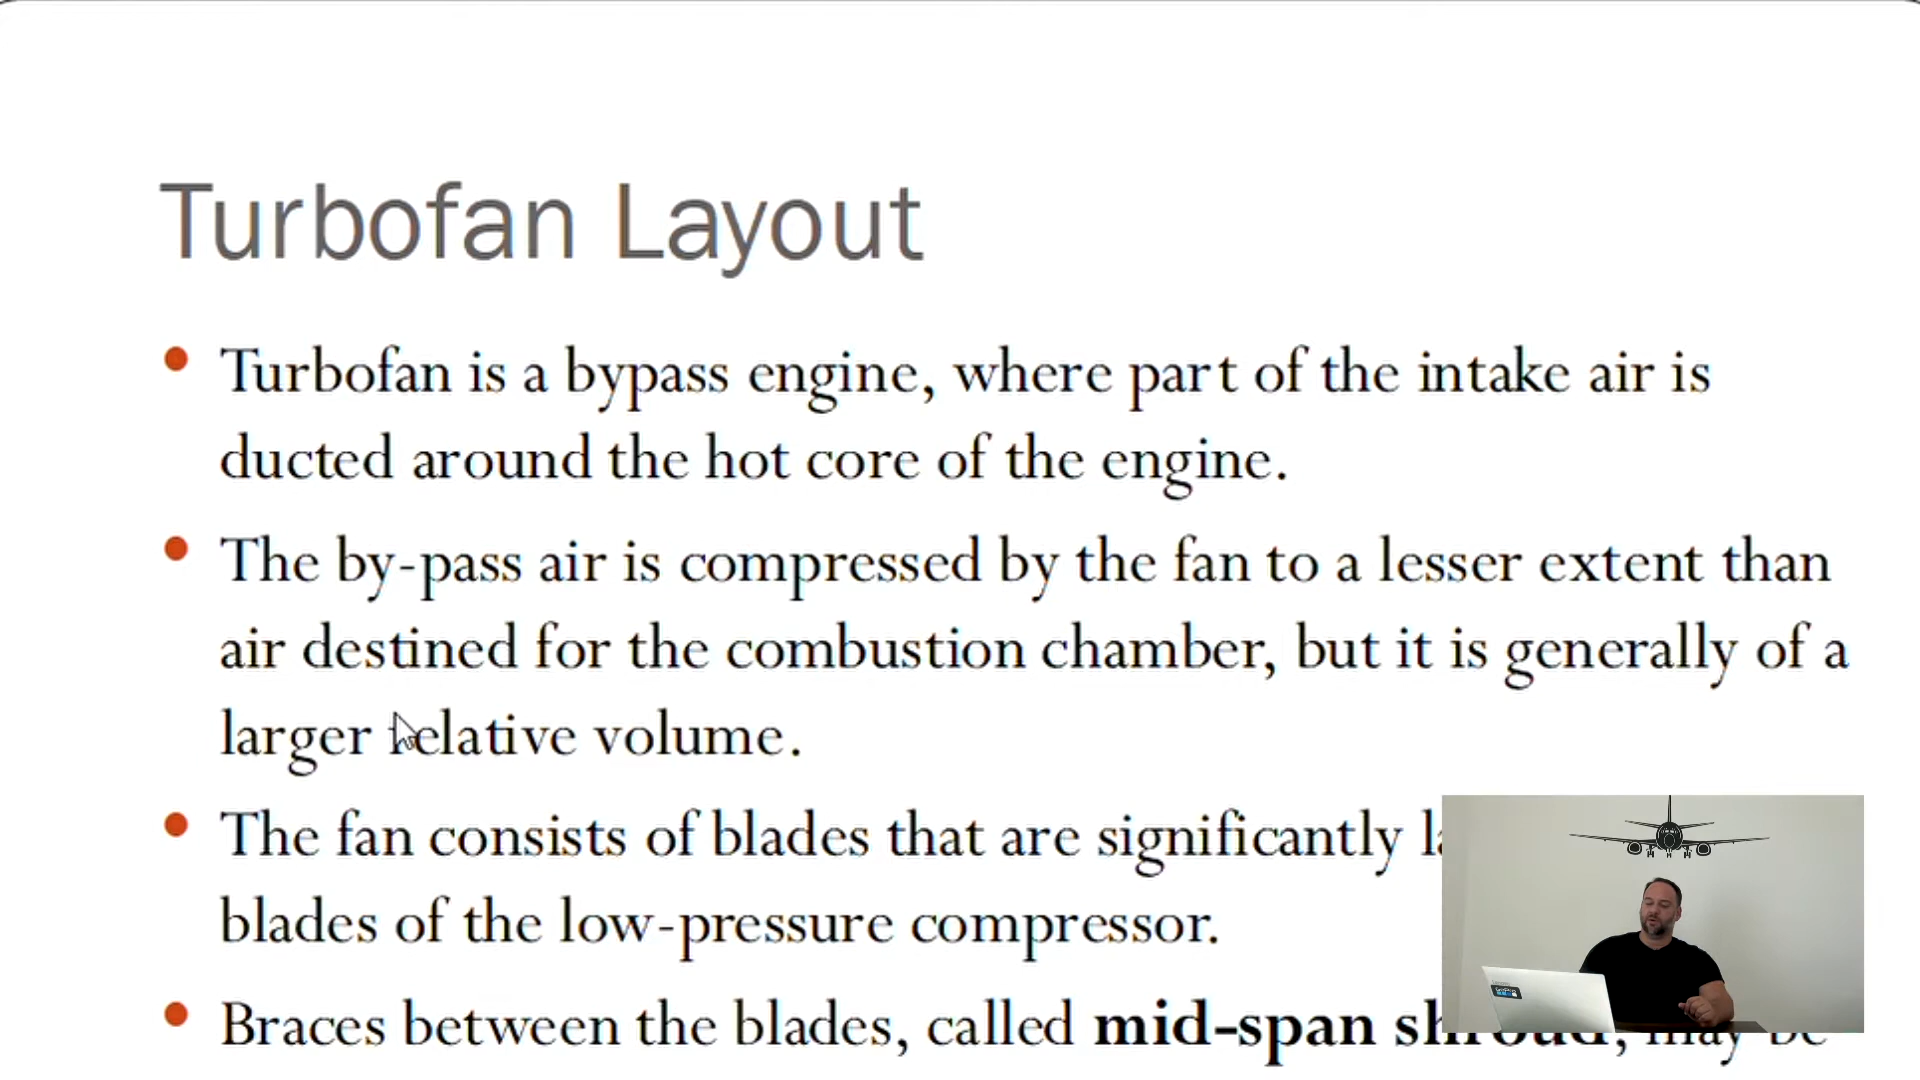 Turbofan Layout
• Turbofan is a bypass engine, where part of the intake air is
ducted around the hot core of the engine.
• The by-pass air is compressed by the fan to a lesser extent than
air destined for the combustion chamber, but it is generally of a
larger relative volume.
• The fan consists of blades that are significantly
blades of the low-pressure compressor.
• Braces between the blades, called mid-span shroud, may be